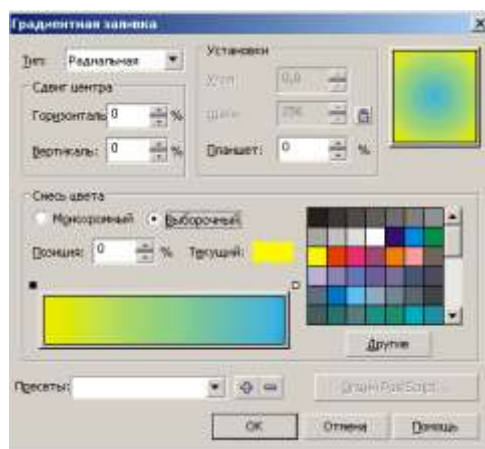 Градиентная заливка
Тип: Радиальная
Сдвиг центра
Горизонталь 0 %
Вертикаль: 0 %
Установки
Угол 0,0
Шаги: 256
Планшет: 0 %
Смесь цвета
Монохромный Выборочный
Позиция: 0 % Текущий:
Другие
Пресеты:
OK Отмена Помощь